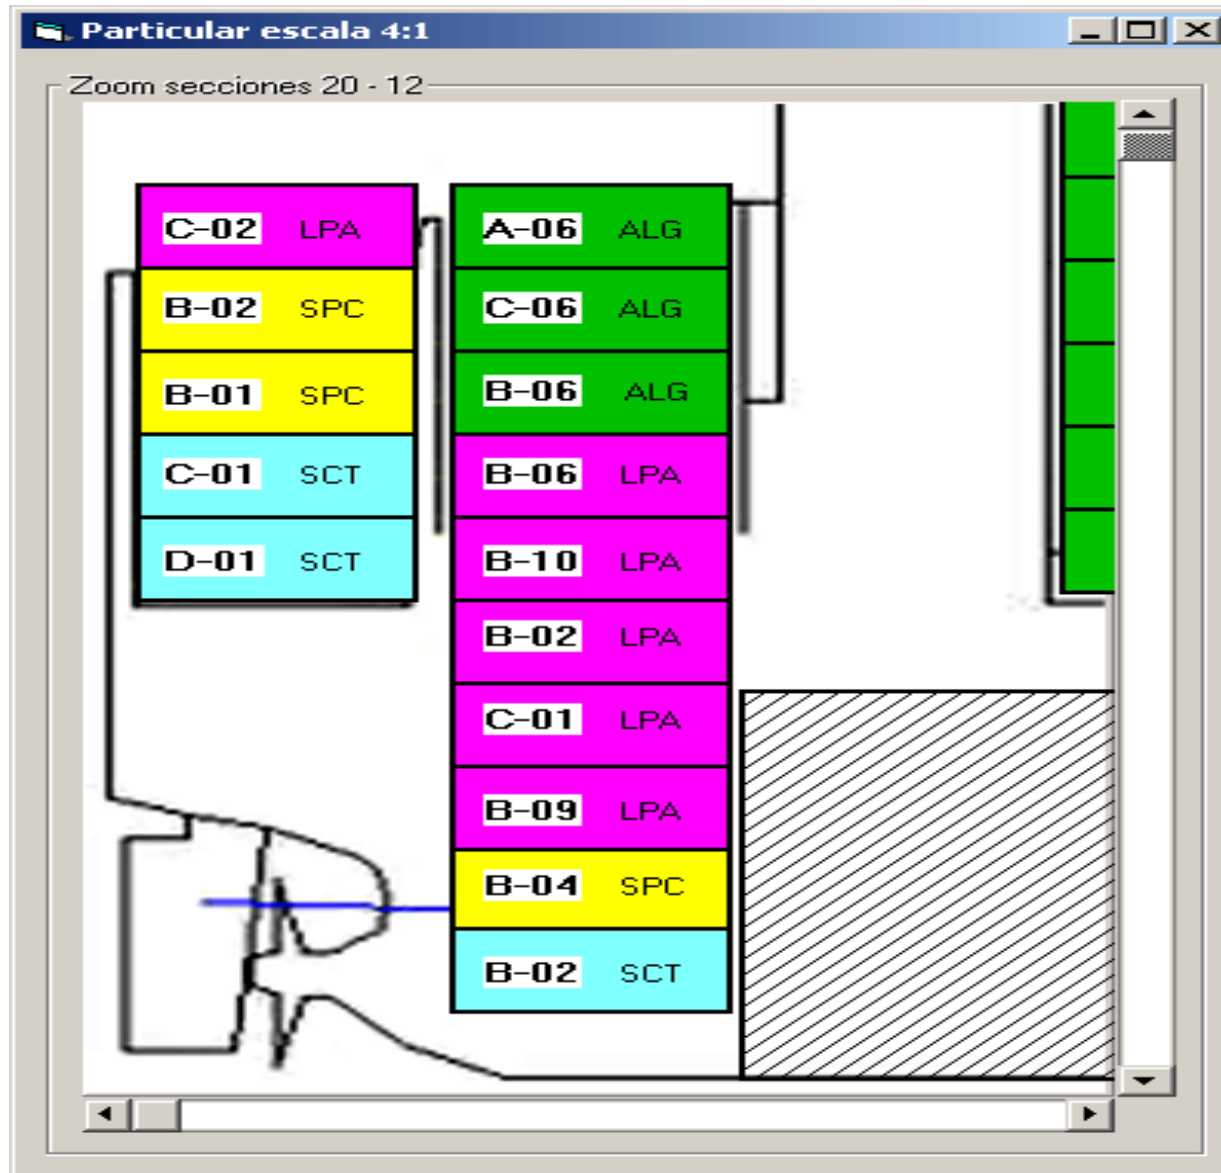 Particular escala 4:1
Zoom secciones 20 - 12
C-02 LPA
B-02 SPC
B-01 SPC
C-01 SCT
D-01 SCT
A-06 ALG
C-06 ALG
B-06 ALG
B-06 LPA
B-10 LPA
B-02 LPA
C-01 LPA
B-09 LPA
B-04 SPC
B-02 SCT